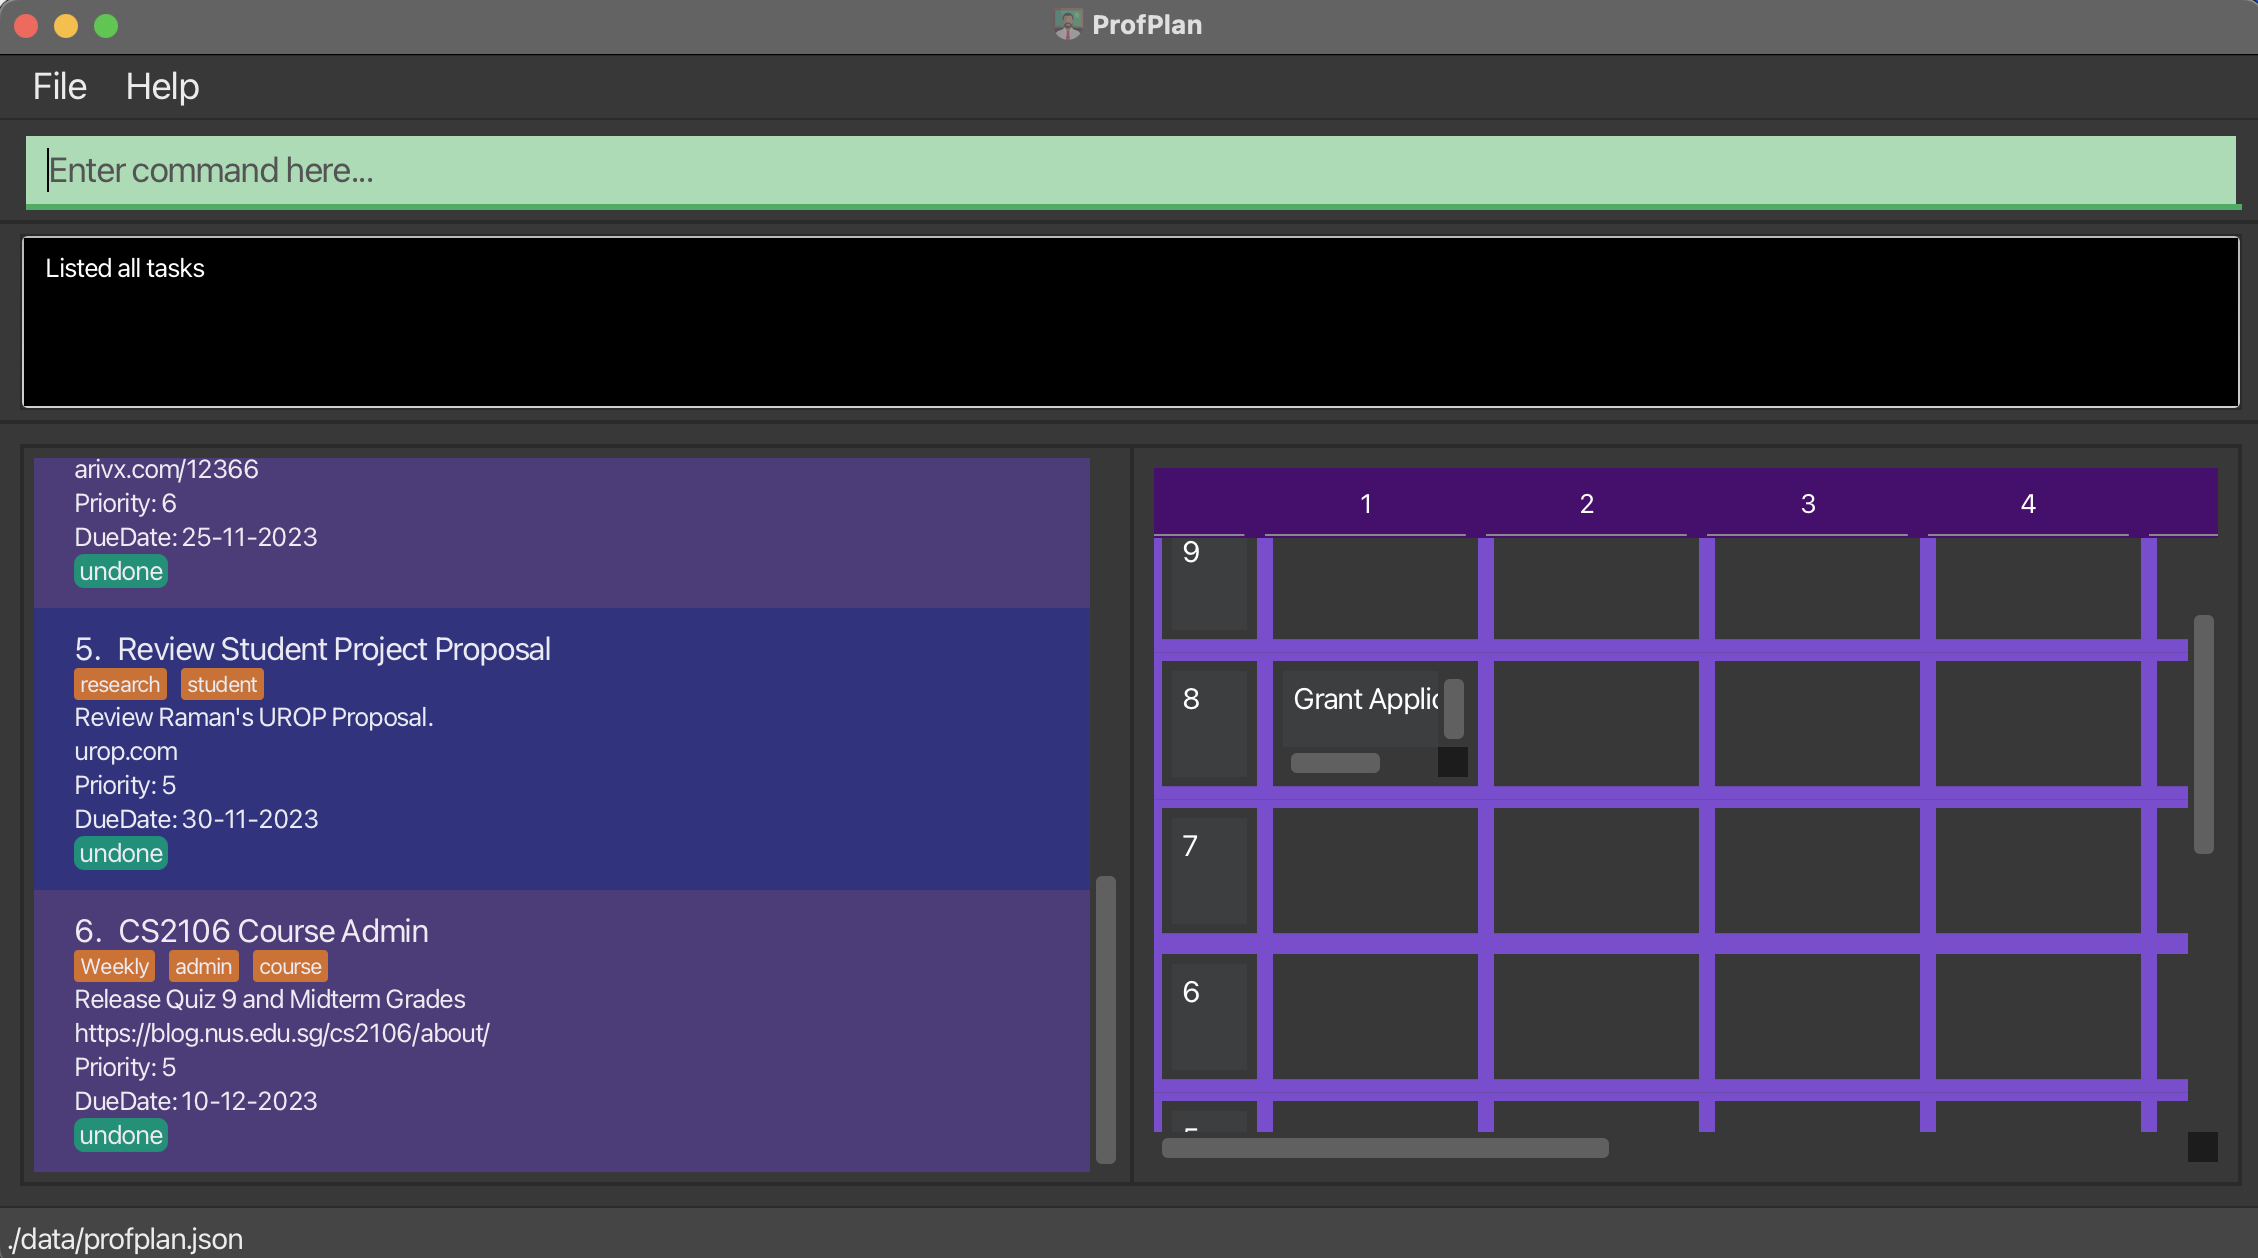 ProfPlan
File Help
Enter command here...
Listed all tasks
arivx.com/12366
Priority: 6
DueDate: 25-11-2023
undone
5. Review Student Project Proposal
research student
Review Raman's UROP Proposal.
urop.com
Priority: 5
DueDate: 30-11-2023
undone
6. CS2106 Course Admin
Weekly admin course
Release Quiz 9 and Midterm Grades
https://blog.nus.edu.sg/cs2106/about/
Priority: 5
DueDate: 10-12-2023
undone
1 2 3 4
9
8 Grant Applic
7
6
./data/profplan.json